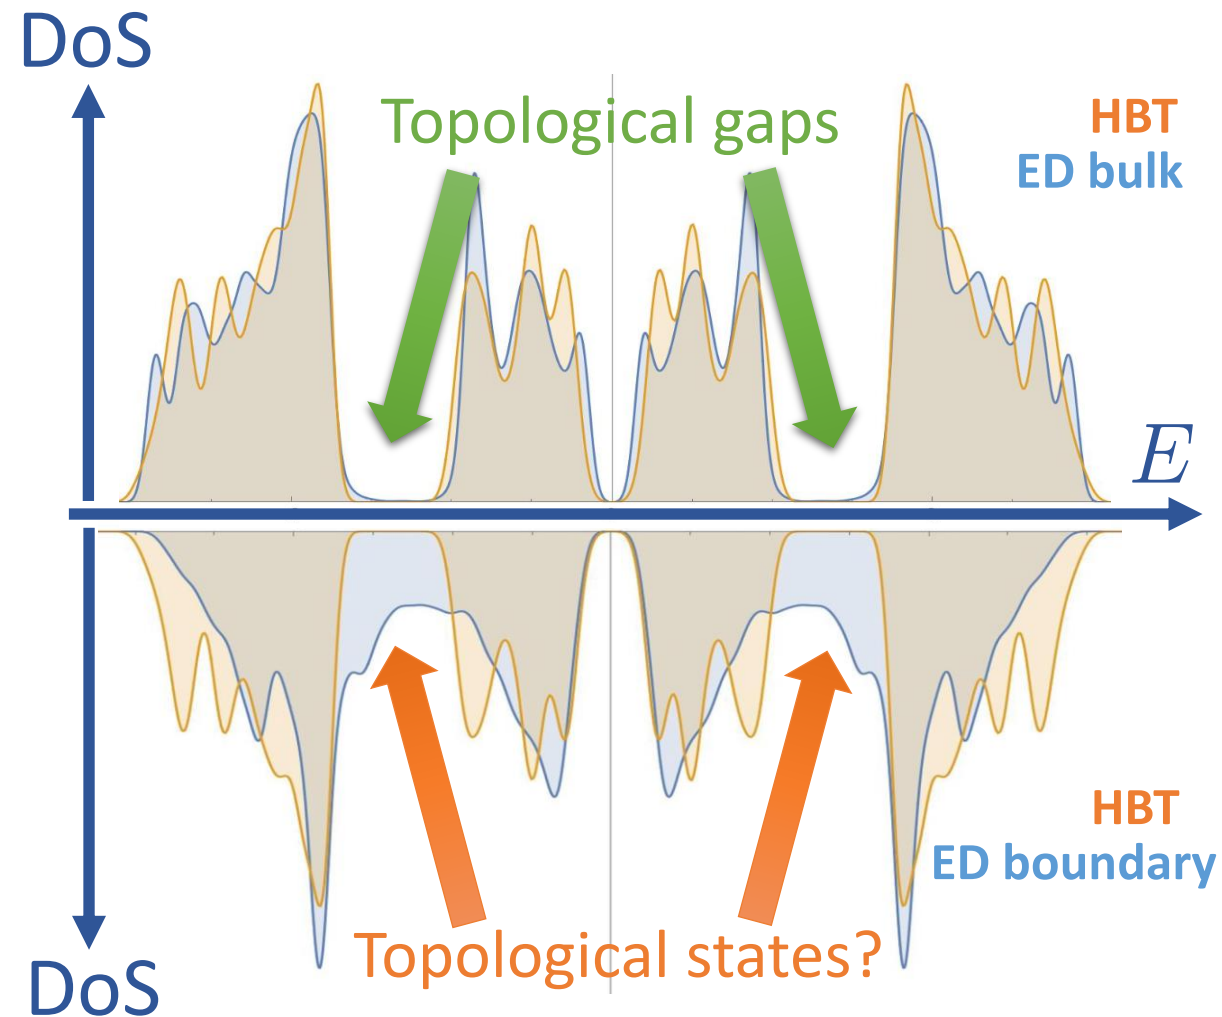 DoS
Topological gaps
HBT
ED bulk
E
HBT
ED boundary
Topological states?
DoS